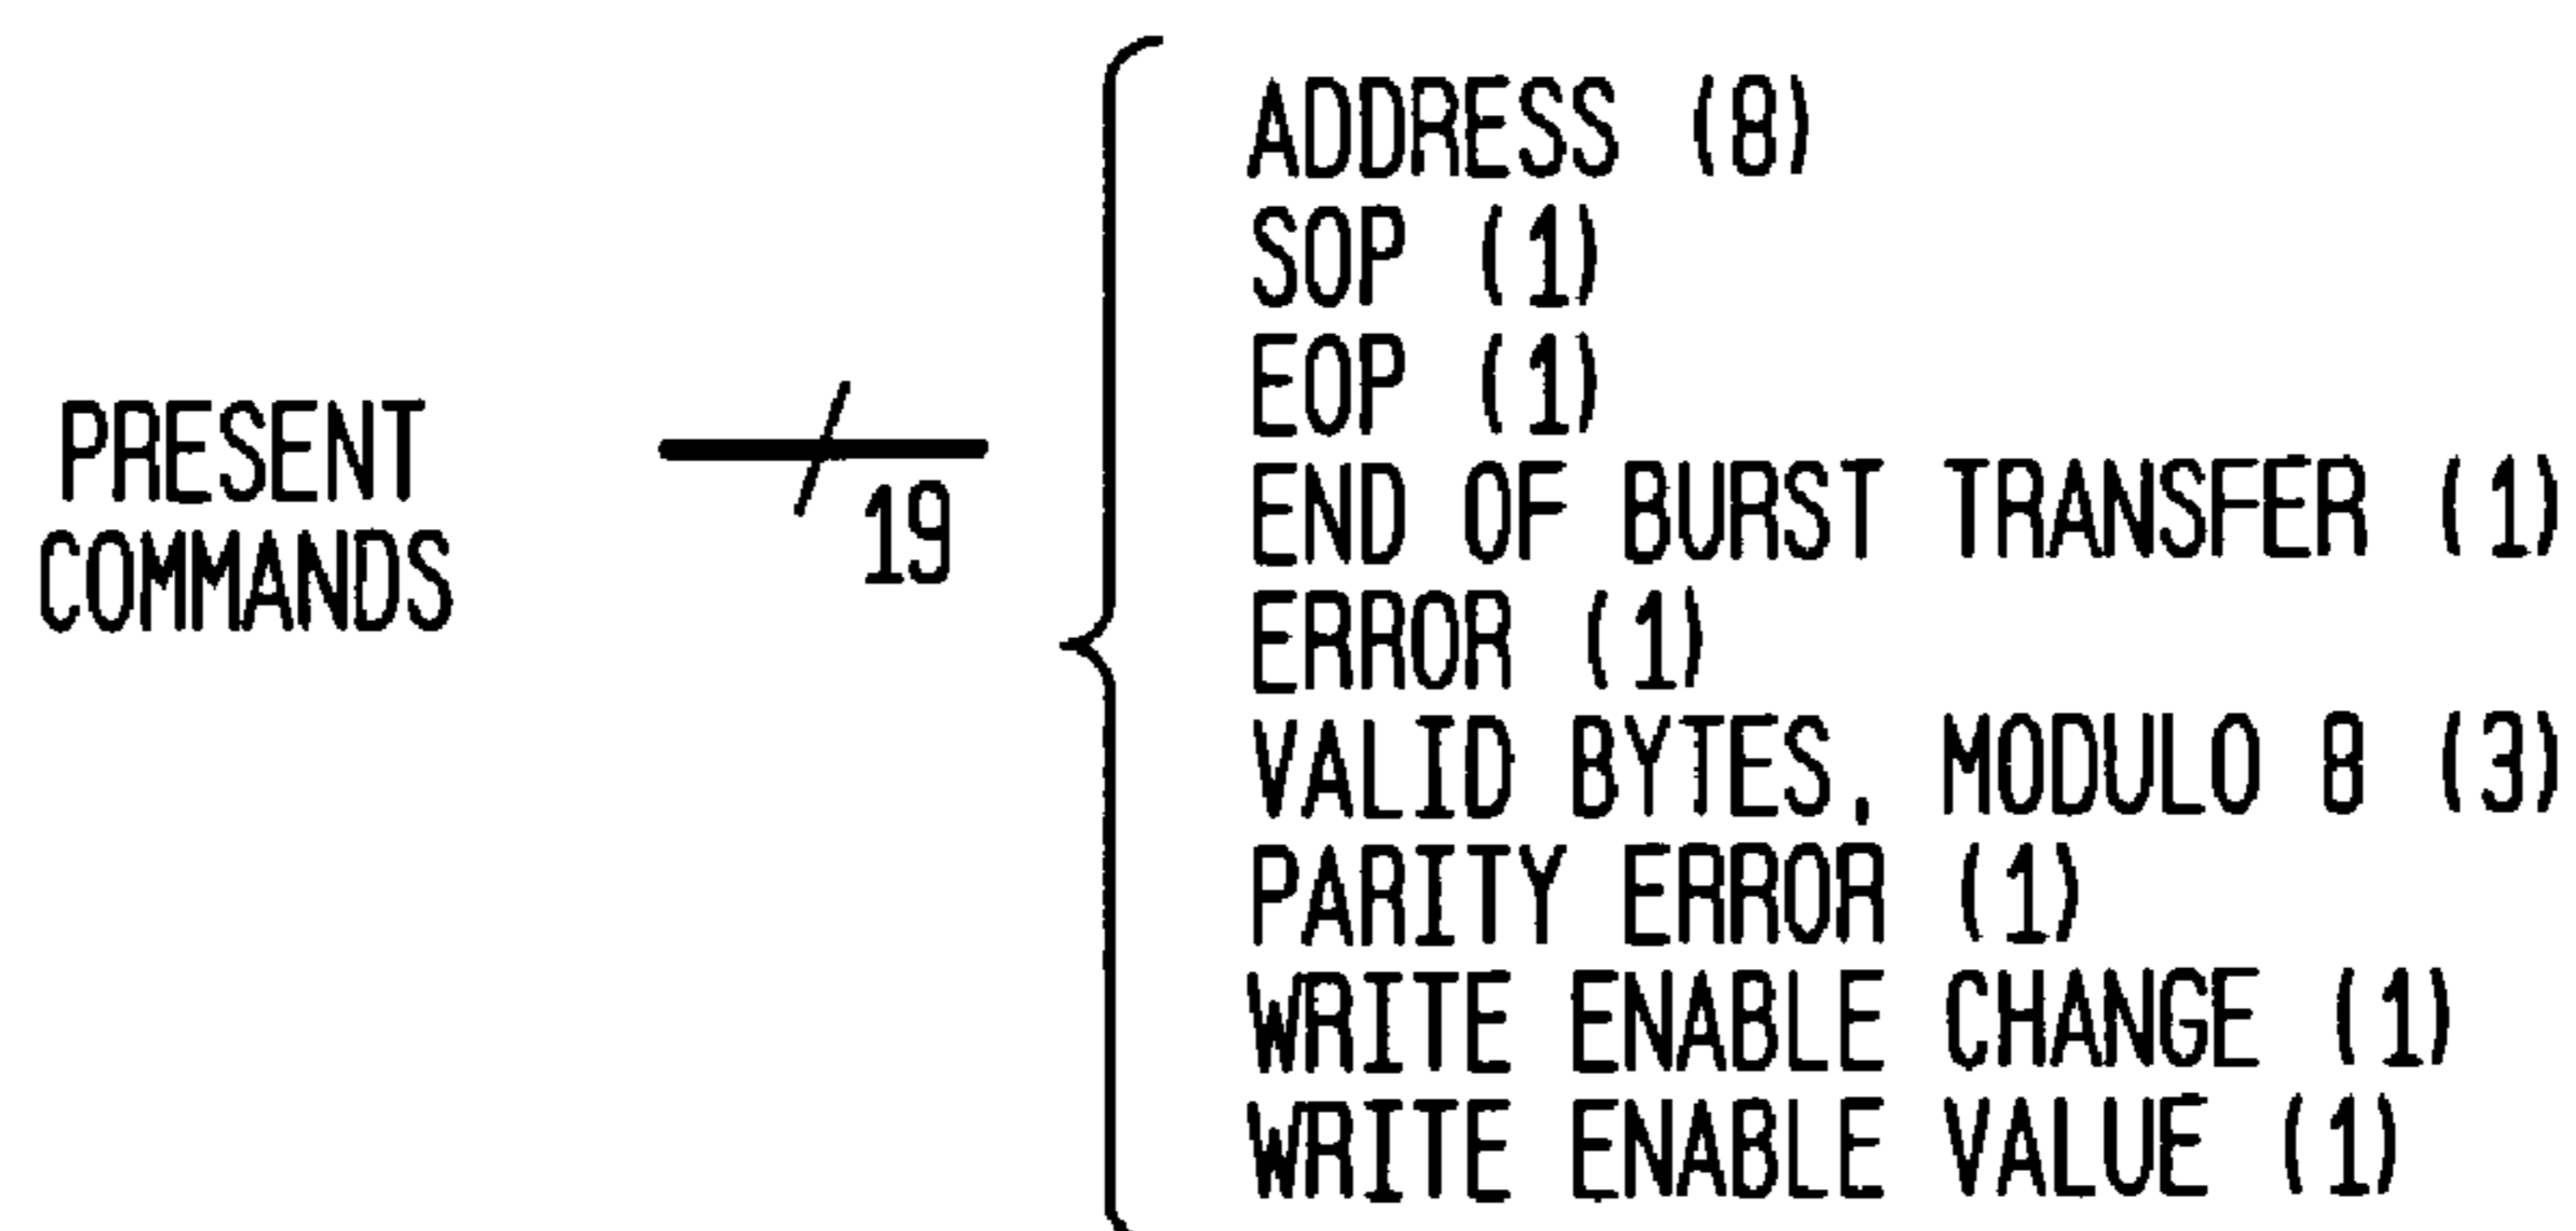 PRESENT
COMMANDS
19
ADDRESS (8)
SOP (1)
EOP (1)
END OF BURST TRANSFER (1)
ERROR (1)
VALID BYTES, MODULO 8 (3)
PARITY ERROR (1)
WRITE ENABLE CHANGE (1)
WRITE ENABLE VALUE (1)